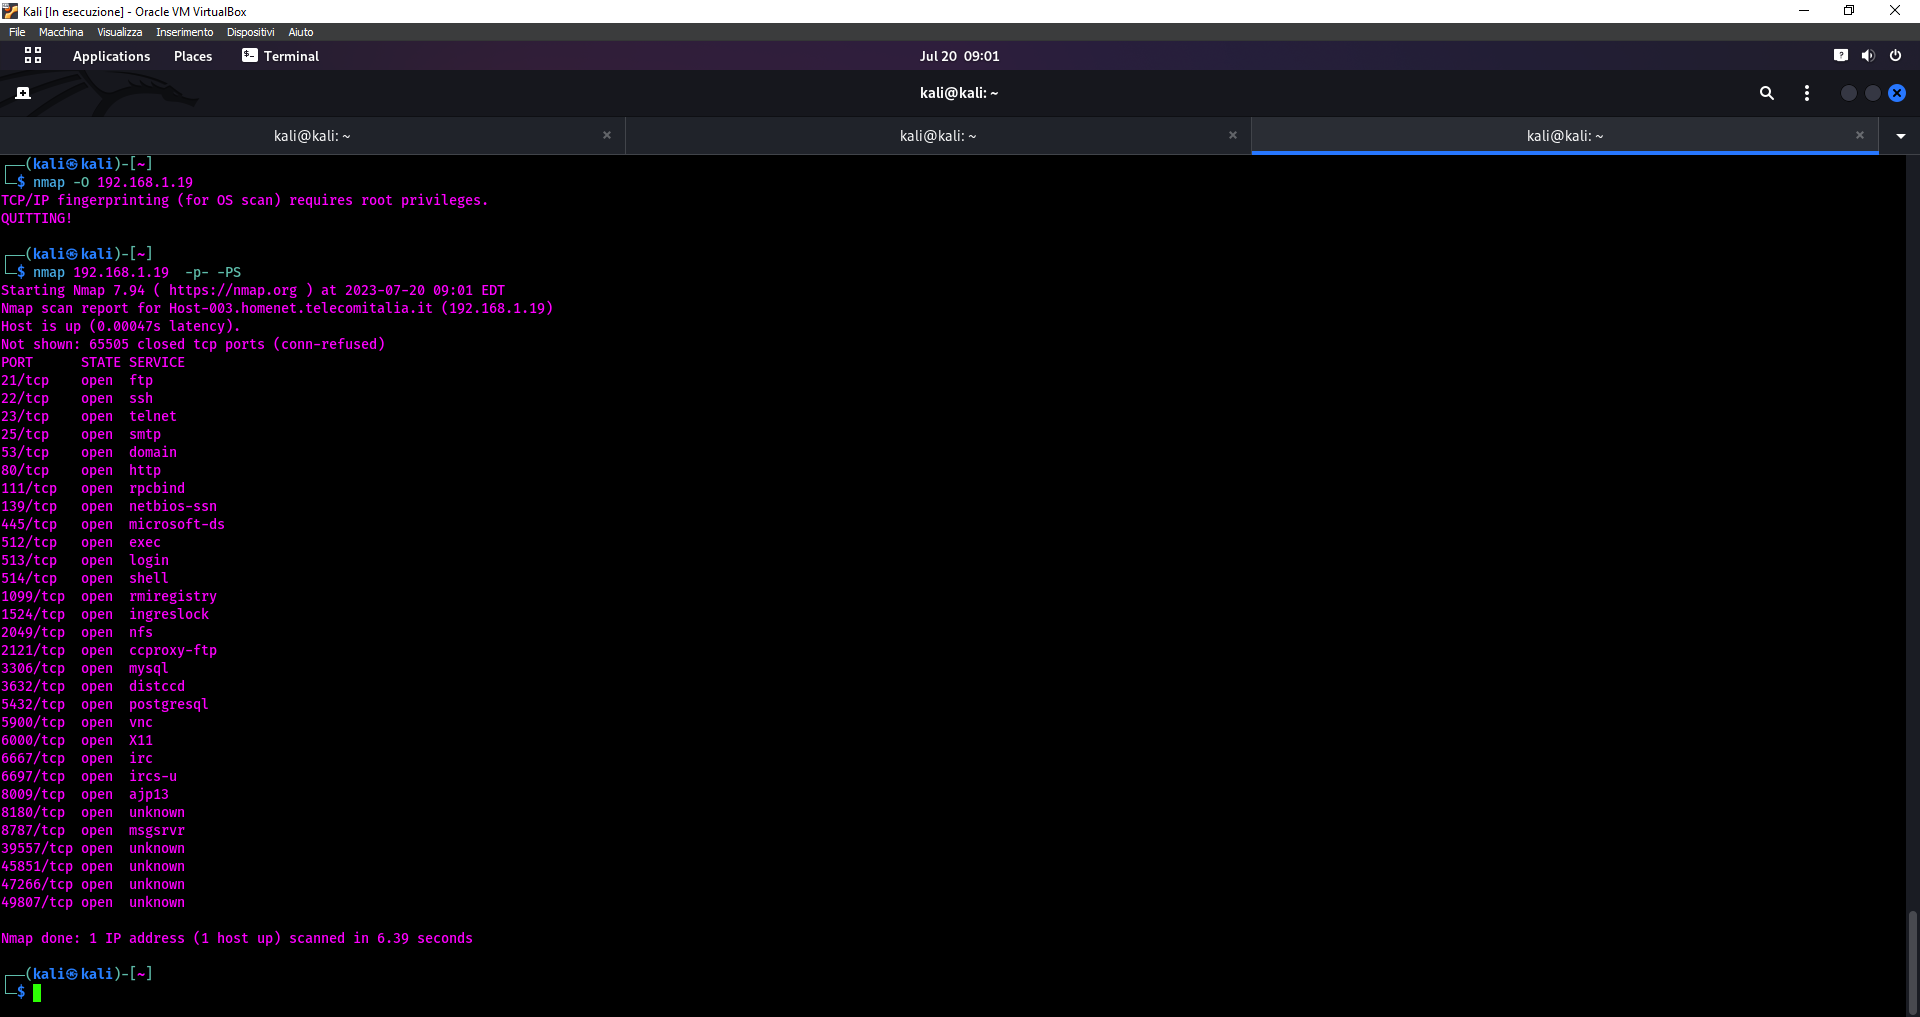 Kali [In esecuzione] - Oracle VM VirtualBox
File Macchina Visualizza Inserimento Dispositivi Aiuto
Applications Places Terminal Jul 20 09:01
kali@kali: ~
kali@kali: ~ kali@kali: ~ kali@kali: ~
┌──(kali㉿kali)-[~]
└─$ nmap -O 192.168.1.19
TCP/IP fingerprinting (for OS scan) requires root privileges.
QUITTING!
┌──(kali㉿kali)-[~]
└─$ nmap 192.168.1.19  -p- -PS
Starting Nmap 7.94 ( https://nmap.org ) at 2023-07-20 09:01 EDT
Nmap scan report for Host-003.homenet.telecomitalia.it (192.168.1.19)
Host is up (0.00047s latency).
Not shown: 65505 closed tcp ports (conn-refused)
PORT      STATE SERVICE
21/tcp    open  ftp
22/tcp    open  ssh
23/tcp    open  telnet
25/tcp    open  smtp
53/tcp    open  domain
80/tcp    open  http
111/tcp   open  rpcbind
139/tcp   open  netbios-ssn
445/tcp   open  microsoft-ds
512/tcp   open  exec
513/tcp   open  login
514/tcp   open  shell
1099/tcp  open  rmiregistry
1524/tcp  open  ingreslock
2049/tcp  open  nfs
2121/tcp  open  ccproxy-ftp
3306/tcp  open  mysql
3632/tcp  open  distccd
5432/tcp  open  postgresql
5900/tcp  open  vnc
6000/tcp  open  X11
6667/tcp  open  irc
6697/tcp  open  ircs-u
8009/tcp  open  ajp13
8180/tcp  open  unknown
8787/tcp  open  msgsrvr
39557/tcp open  unknown
45851/tcp open  unknown
47266/tcp open  unknown
49807/tcp open  unknown
Nmap done: 1 IP address (1 host up) scanned in 6.39 seconds
┌──(kali㉿kali)-[~]
└─$